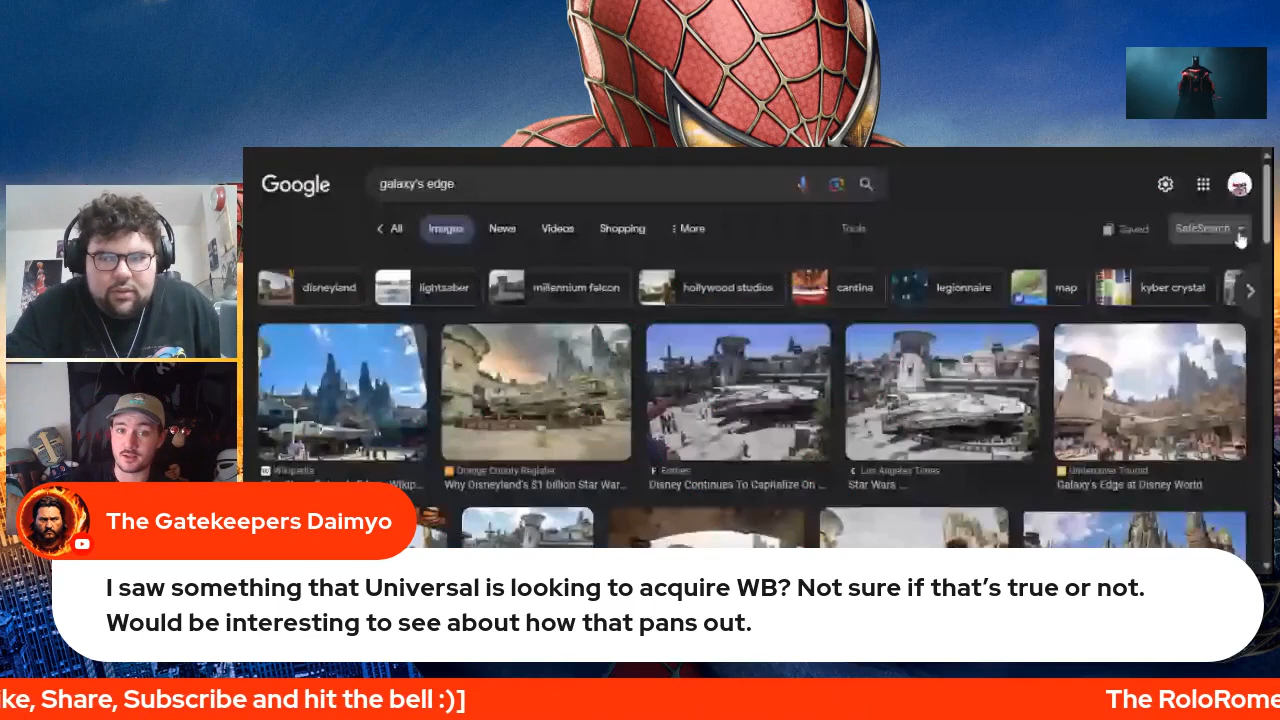 Google
galaxy's edge
All
Images
News
Videos
Shopping
More
Tools
Saved
SafeSearch
disneyland
lightsaber
millennium falcon
hollywood studios
cantina
legionnaire
map
kyber crystal
Wikipedia
Orange County Register
Why Disneyland's $1 billion Star War...
Forbes
Disney Continues To Capitalize On ...
Los Angeles Times
Star Wars ...
Undercover Tourist
Galaxy's Edge at Disney World
The Gatekeepers Daimyo
I saw something that Universal is looking to acquire WB? Not sure if that's true or not.
Would be interesting to see about how that pans out.
ike, Share, Subscribe and hit the bell :)]
The RoloRome